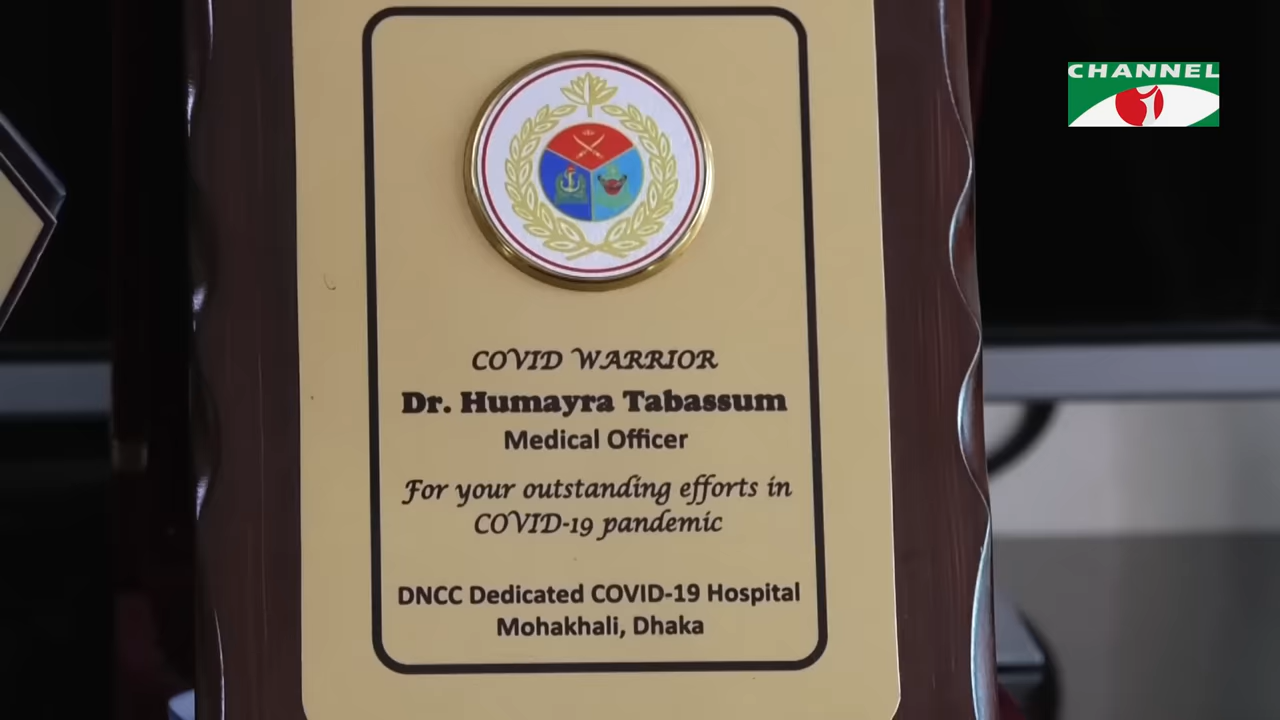 CHANNEL
COVID WARRIOR
Dr. Humayra Tabassum
Medical Officer
For your outstanding efforts in
COVID-19 pandemic
DNCC Dedicated COVID-19 Hospital
Mohakhali, Dhaka